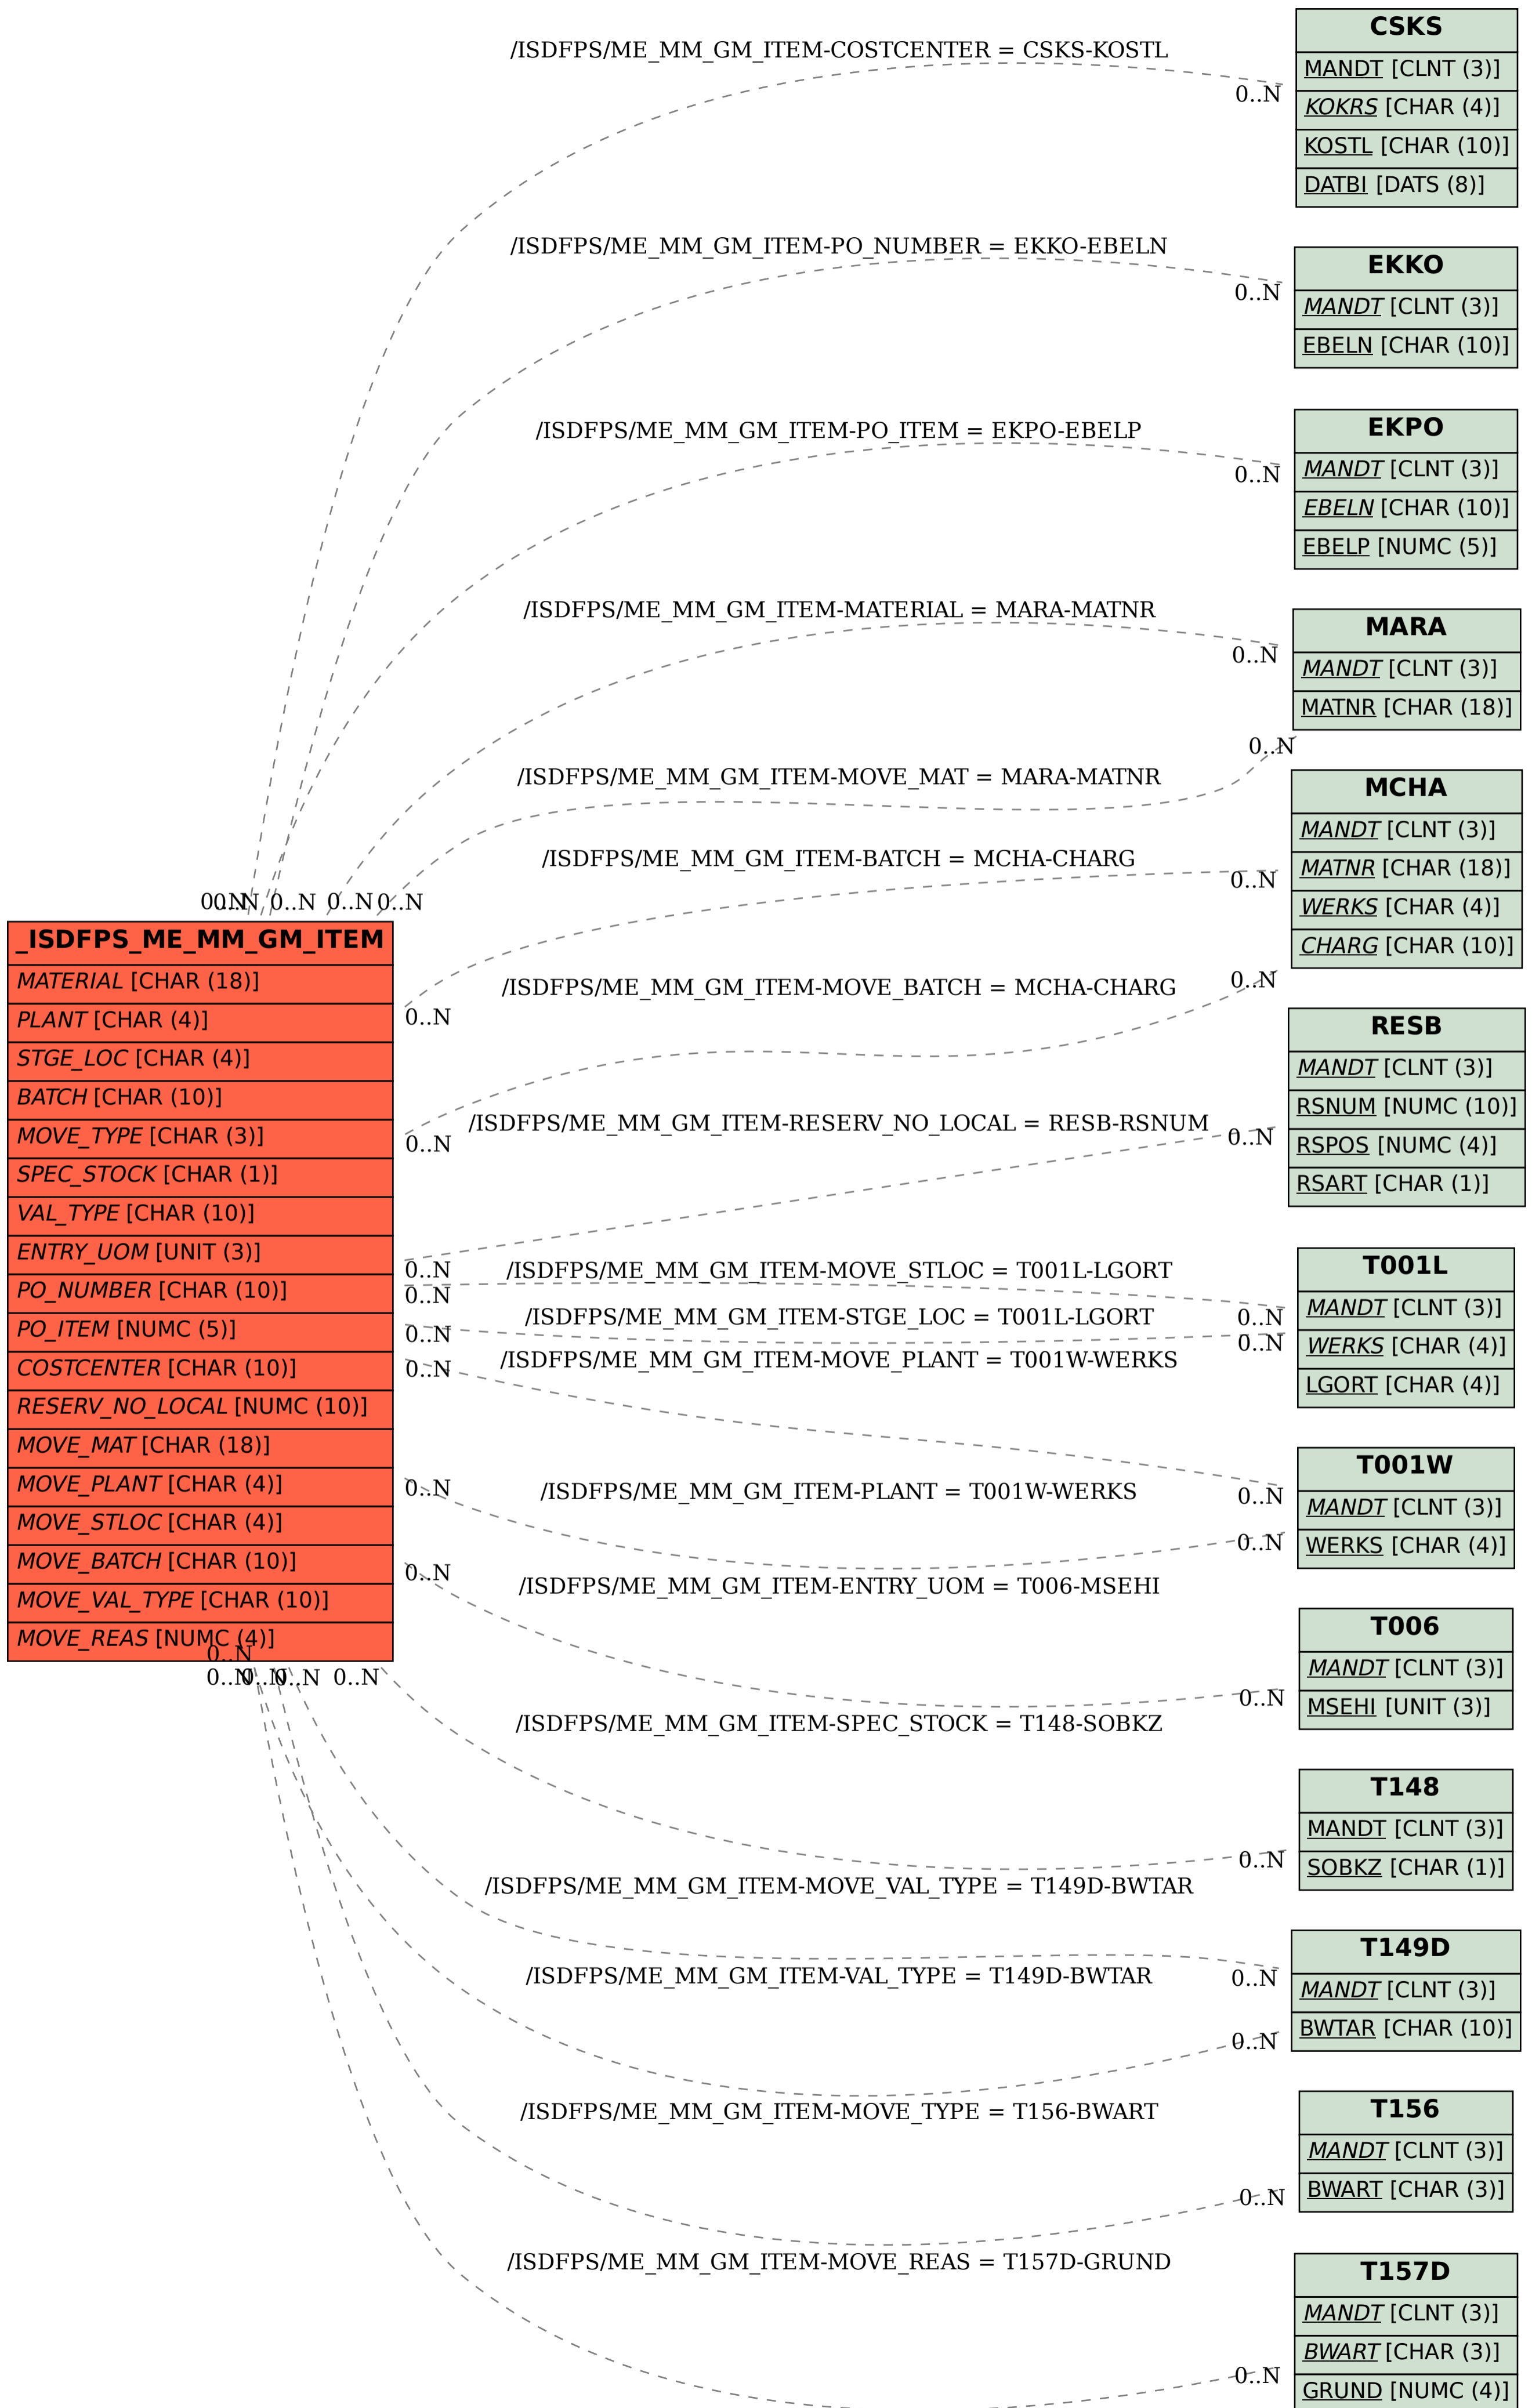 CSKS
MANDT [CLNT (3)]
KOKRS [CHAR (4)]
KOSTL [CHAR (10)]
DATBI [DATS (8)]
/ISDFPS/ME_MM_GM_ITEM-COSTCENTER = CSKS-KOSTL
0..N
EKKO
MANDT [CLNT (3)]
EBELN [CHAR (10)]
/ISDFPS/ME_MM_GM_ITEM-PO_NUMBER = EKKO-EBELN
0..N
EKPO
MANDT [CLNT (3)]
EBELN [CHAR (10)]
EBELP [NUMC (5)]
/ISDFPS/ME_MM_GM_ITEM-PO_ITEM = EKPO-EBELP
0..N
MARA
MANDT [CLNT (3)]
MATNR [CHAR (18)]
/ISDFPS/ME_MM_GM_ITEM-MATERIAL = MARA-MATNR
0..N
0..N
/ISDFPS/ME_MM_GM_ITEM-MOVE_MAT = MARA-MATNR
MCHA
MANDT [CLNT (3)]
MATNR [CHAR (18)]
WERKS [CHAR (4)]
CHARG [CHAR (10)]
/ISDFPS/ME_MM_GM_ITEM-BATCH = MCHA-CHARG
0..N
0..N
0..N
0..N
0..N
0..N
_ISDFPS_ME_MM_GM_ITEM
MATERIAL [CHAR (18)]
PLANT [CHAR (4)]
STGE_LOC [CHAR (4)]
BATCH [CHAR (10)]
MOVE_TYPE [CHAR (3)]
SPEC_STOCK [CHAR (1)]
VAL_TYPE [CHAR (10)]
ENTRY_UOM [UNIT (3)]
PO_NUMBER [CHAR (10)]
PO_ITEM [NUMC (5)]
COSTCENTER [CHAR (10)]
RESERV_NO_LOCAL [NUMC (10)]
MOVE_MAT [CHAR (18)]
MOVE_PLANT [CHAR (4)]
MOVE_STLOC [CHAR (4)]
MOVE_BATCH [CHAR (10)]
MOVE_VAL_TYPE [CHAR (10)]
MOVE_REAS [NUMC (4)]
0..N
/ISDFPS/ME_MM_GM_ITEM-MOVE_BATCH = MCHA-CHARG
0..N
0..N
RESB
MANDT [CLNT (3)]
RSNUM [NUMC (10)]
RSPOS [NUMC (4)]
RSART [CHAR (1)]
/ISDFPS/ME_MM_GM_ITEM-RESERV_NO_LOCAL = RESB-RSNUM
0..N
0..N
T001L
MANDT [CLNT (3)]
WERKS [CHAR (4)]
LGORT [CHAR (4)]
/ISDFPS/ME_MM_GM_ITEM-MOVE_STLOC = T001L-LGORT
0..N
0..N
/ISDFPS/ME_MM_GM_ITEM-STGE_LOC = T001L-LGORT
0..N
0..N
/ISDFPS/ME_MM_GM_ITEM-MOVE_PLANT = T001W-WERKS
0..N
T001W
MANDT [CLNT (3)]
WERKS [CHAR (4)]
0..N
/ISDFPS/ME_MM_GM_ITEM-PLANT = T001W-WERKS
0..N
0..N
/ISDFPS/ME_MM_GM_ITEM-ENTRY_UOM = T006-MSEHI
0..N
T006
MANDT [CLNT (3)]
MSEHI [UNIT (3)]
0..N
0..N
0..N
0..N
0..N
0..N
/ISDFPS/ME_MM_GM_ITEM-SPEC_STOCK = T148-SOBKZ
T148
MANDT [CLNT (3)]
SOBKZ [CHAR (1)]
0..N
/ISDFPS/ME_MM_GM_ITEM-MOVE_VAL_TYPE = T149D-BWTAR
T149D
MANDT [CLNT (3)]
BWTAR [CHAR (10)]
0..N
/ISDFPS/ME_MM_GM_ITEM-VAL_TYPE = T149D-BWTAR
0..N
T156
MANDT [CLNT (3)]
BWART [CHAR (3)]
/ISDFPS/ME_MM_GM_ITEM-MOVE_TYPE = T156-BWART
0..N
T157D
MANDT [CLNT (3)]
BWART [CHAR (3)]
GRUND [NUMC (4)]
/ISDFPS/ME_MM_GM_ITEM-MOVE_REAS = T157D-GRUND
0..N